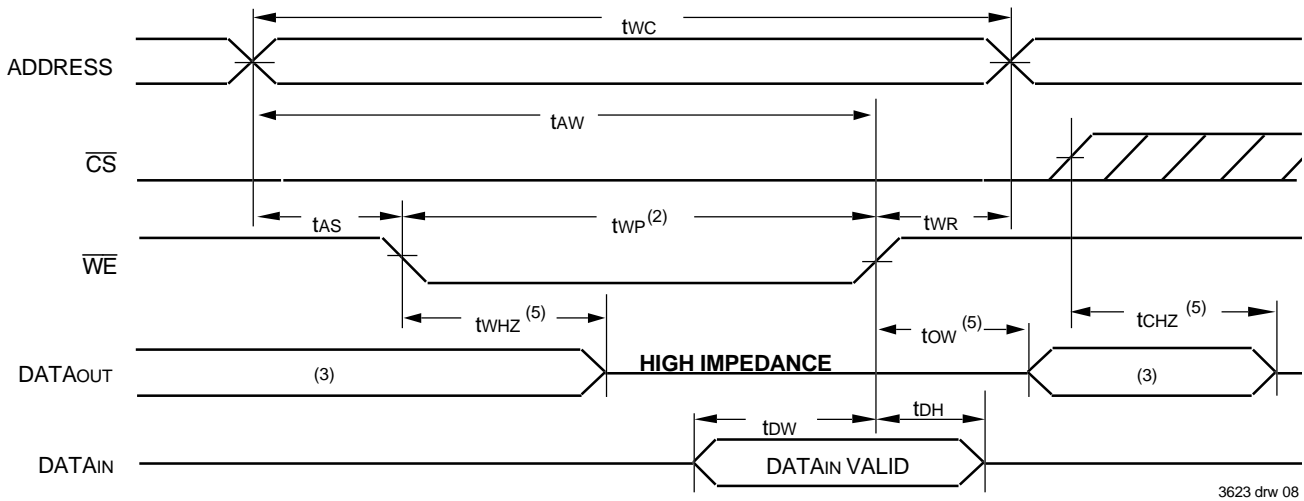 tWC
ADDRESS
tAW
CS
tAS
tWP(2)
tWR
WE
tWHZ (5)
tOW (5)
tCHZ (5)
HIGH IMPEDANCE
DATAOUT
(3)
(3)
tDW
tDH
DATAIN
DATAIN VALID
3623 drw 08